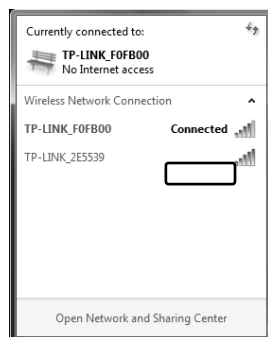 Currently connected to:
TP-LINK_F0FB00
No Internet access
Wireless Network Connection
TP-LINK_F0FB00 Connected
TP-LINK_2E5539
Open Network and Sharing Center